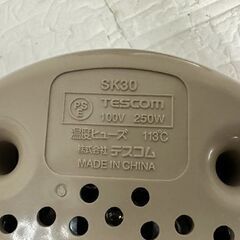 SK30
PSE TESCOM
100V 250W
温度ヒューズ 113℃
株式会社 テスコム
MADE IN CHINA